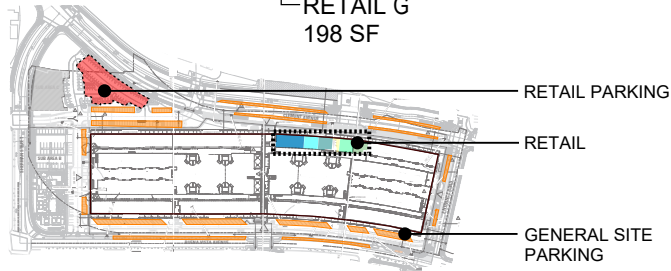 RETAIL G
198 SF
RETAIL PARKING
RETAIL
GENERAL SITE
PARKING